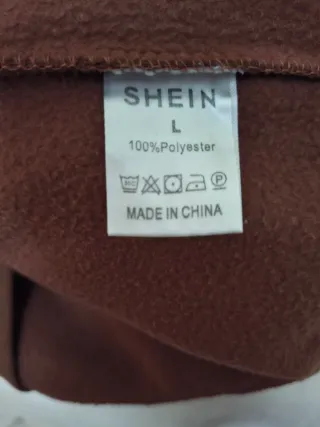 SHEIN
L
100%Polyester
MADE IN CHINA